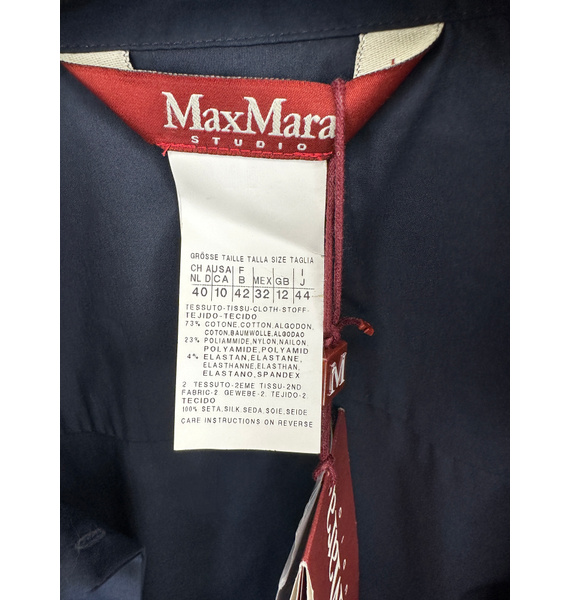 MaxMara
STUDIO
GRÖSSE TAILLE TALLA SIZE TAGLIA
CH A USA F I
NL D CA B MEX GB J
40 10 42 32 12 44
TESSUTO-TISSU-CLOTH-STOFF
TEJIDO-TECIDO
73% COTONE,COTTON,ALGODON,
COTON,BAUMWOLLE,ALGODAO
23% POLIAMMIDE,NYLON,NAILON,
POLYAMIDE,POLYAMID
4% ELASTAN,ELASTANE,
ELASTHANNE,ELASTHAN,
ELASTANO,SPANDEX
2 TESSUTO-2EME TISSU-2ND
FABRIC-2. GEWEBE-2. TEJIDO-2.
TECIDO
100% SETA,SILK,SEDA,SOIE,SEIDE
CARE INSTRUCTIONS ON REVERSE
M